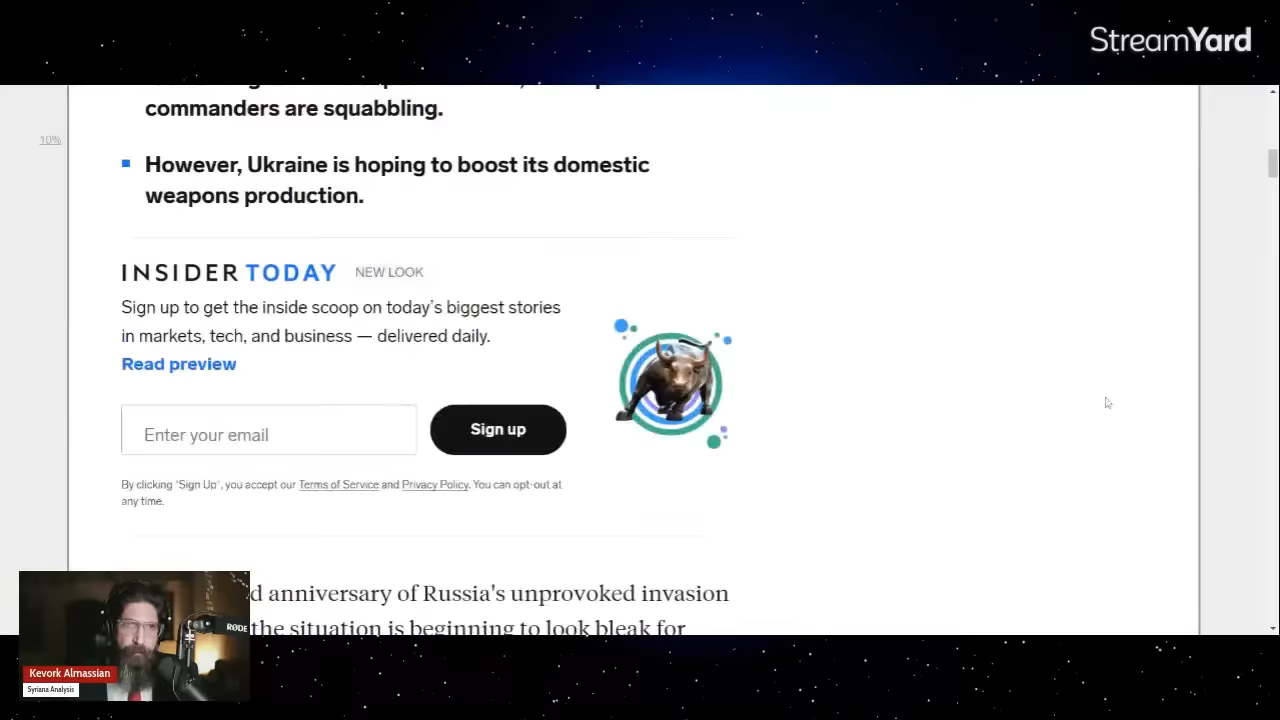 StreamYard
commanders are squabbling.
10%
However, Ukraine is hoping to boost its domestic
weapons production.
INSIDER TODAY NEW LOOK
Sign up to get the inside scoop on today's biggest stories
in markets, tech, and business — delivered daily.
Read preview
Enter your email
Sign up
By clicking "Sign Up", you accept our Terms of Service and Privacy Policy. You can opt-out at
any time.
anniversary of Russia's unprovoked invasion
the situation is beginning to look bleak for
RØDE
Kevork Almassian
Syriana Analysis